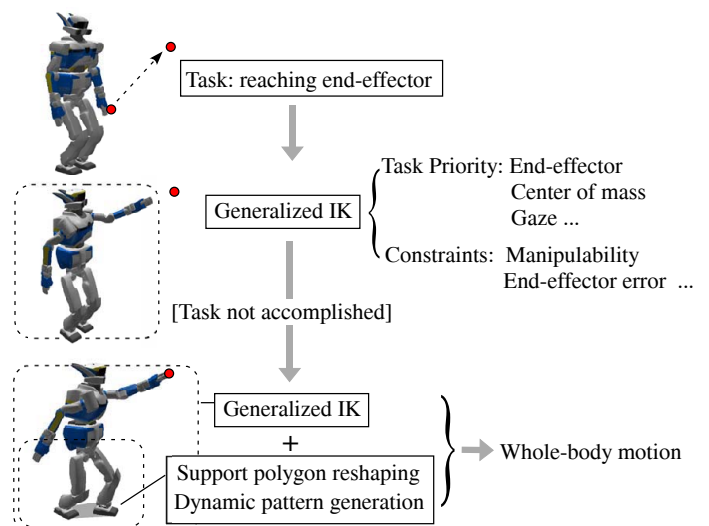 Task: reaching end-effector
Generalized IK
Task Priority: End-effector
Center of mass
Gaze ...
Constraints: Manipulability
End-effector error ...
[Task not accomplished]
Generalized IK
+
Support polygon reshaping
Dynamic pattern generation
Whole-body motion